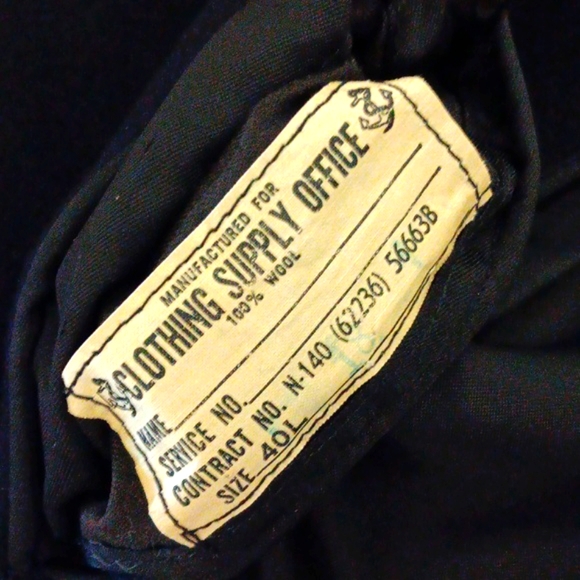 MANUFACTURED FOR
CLOTHING SUPPLY OFFICE
100% WOOL
NAME
SERVICE NO.
CONTRACT NO. N-140 (62236) 56663B
SIZE 40L